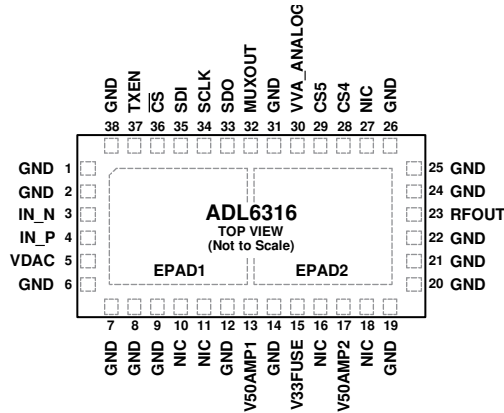 GND
TXEN
CS
SDI
SCLK
SDO
MUXOUT
GND
VVA_ANALOG
CS5
CS4
NIC
GND
38 37 36 35 34 33 32 31 30 29 28 27 26
GND 1
GND 2
IN_N 3
IN_P 4
VDAC 5
GND 6
ADL6316
TOP VIEW
(Not to Scale)
EPAD1
EPAD2
25 GND
24 GND
23 RFOUT
22 GND
21 GND
20 GND
7 8 9 10 11 12 13 14 15 16 17 18 19
GND
GND
GND
NIC
NIC
GND
V50AMP1
GND
V33FUSE
NIC
V50AMP2
NIC
GND